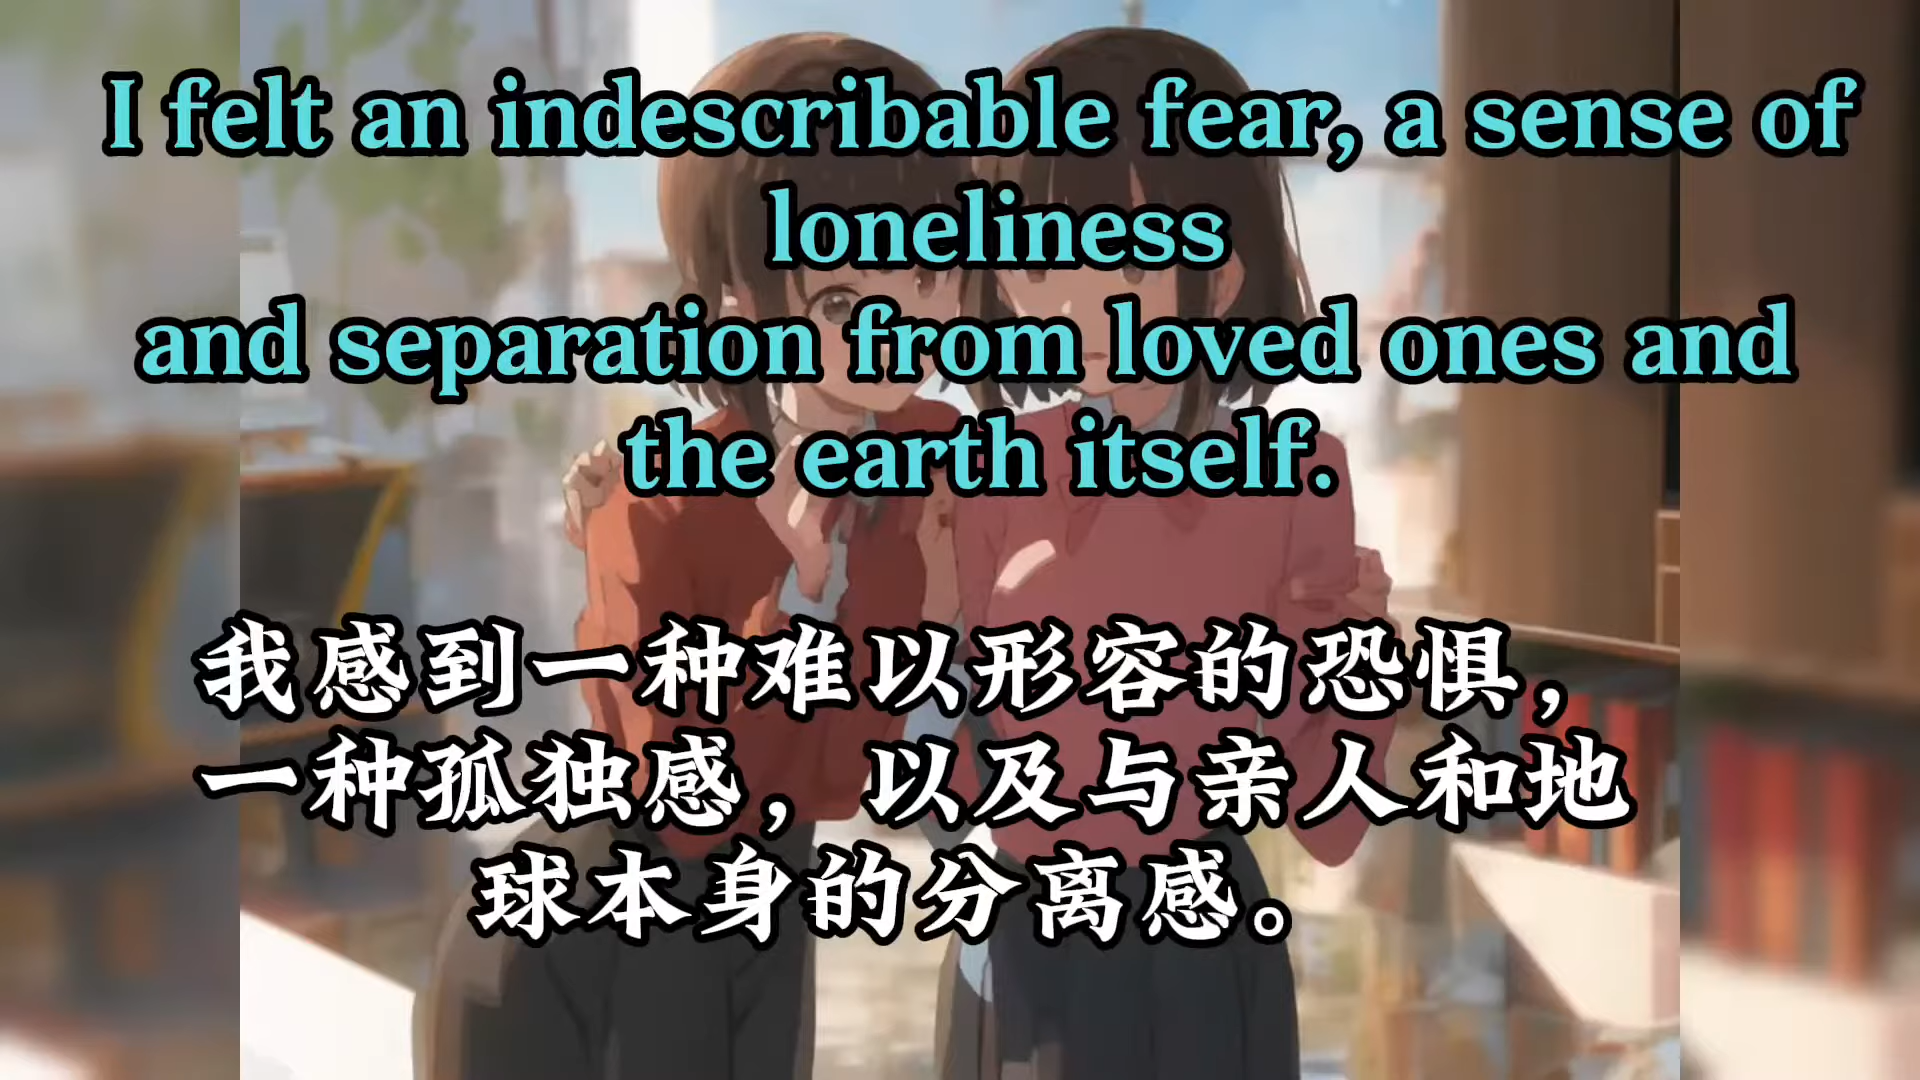 I felt an indescribable fear, a sense of
loneliness
and separation from loved ones and
the earth itself.
我感到一种难以形容的恐惧，
一种孤独感，以及与亲人和地
球本身的分离感。